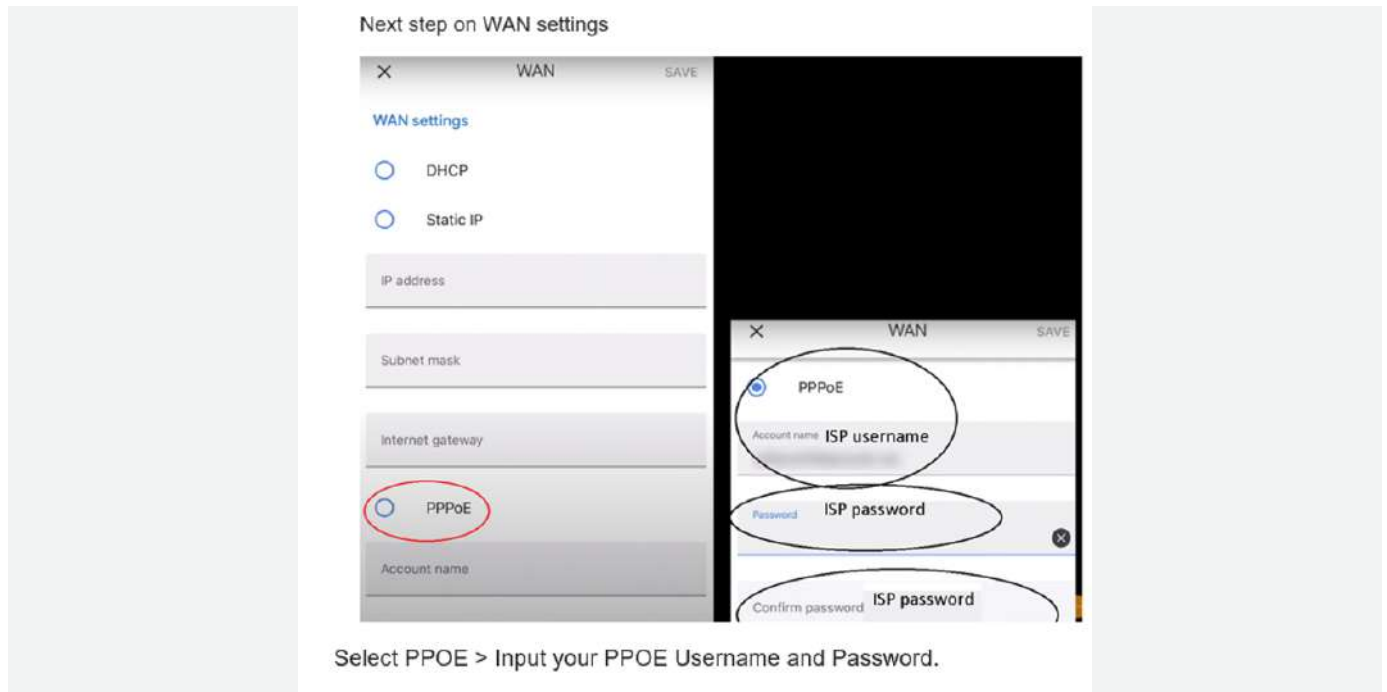 Next step on WAN settings
WAN SAVE
WAN settings
DHCP
Static IP
IP address
Subnet mask
Internet gateway
PPPoE
Account name
WAN SAVE
PPPoE
Account name ISP username
Password ISP password
Confirm password ISP password
Select PPOE > Input your PPOE Username and Password.